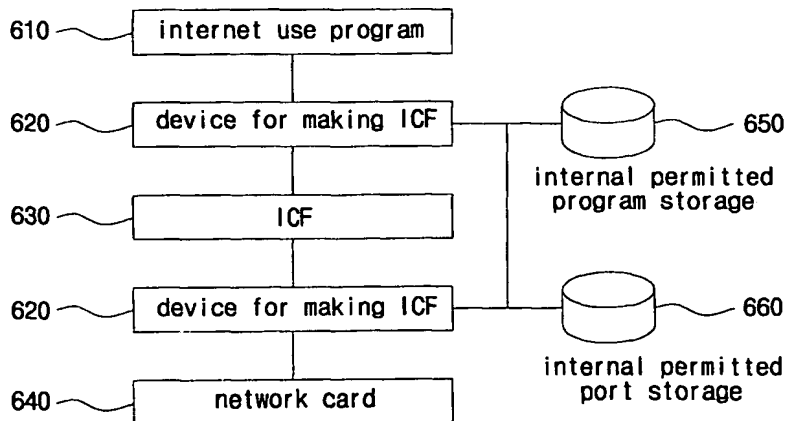 610
internet use program
620
device for making ICF
650
internal permitted
program storage
630
ICF
620
device for making ICF
660
internal permitted
port storage
640
network card